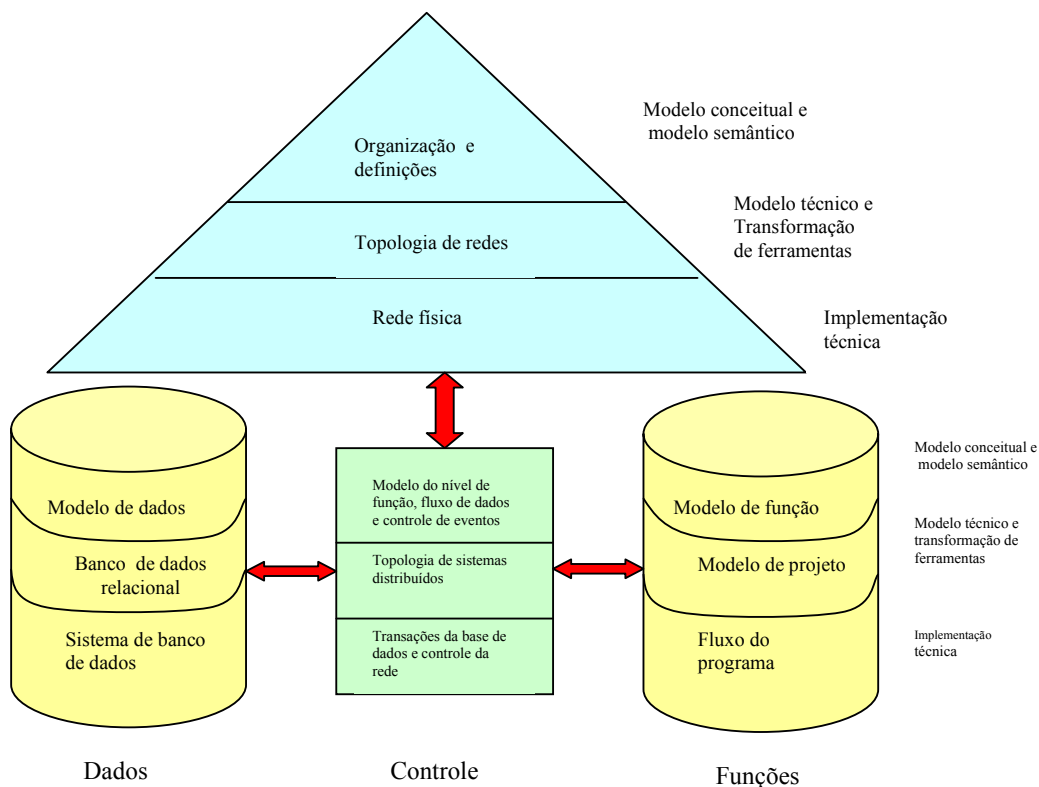 Modelo conceitual e
modelo semântico
Organização e
definições
Modelo técnico e
Transformação
de ferramentas
Topologia de redes
Rede física
Implementação
técnica
Modelo de dados
Banco de dados
relacional
Sistema de banco
de dados
Modelo do nível de
função, fluxo de dados
e controle de eventos
Topologia de sistemas
distribuídos
Transações da base de
dados e controle da
rede
Modelo de função
Modelo de projeto
Fluxo do
programa
Modelo conceitual e
modelo semântico
Modelo técnico e
transformação de
ferramentas
Implementação
técnica
Dados
Controle
Funções